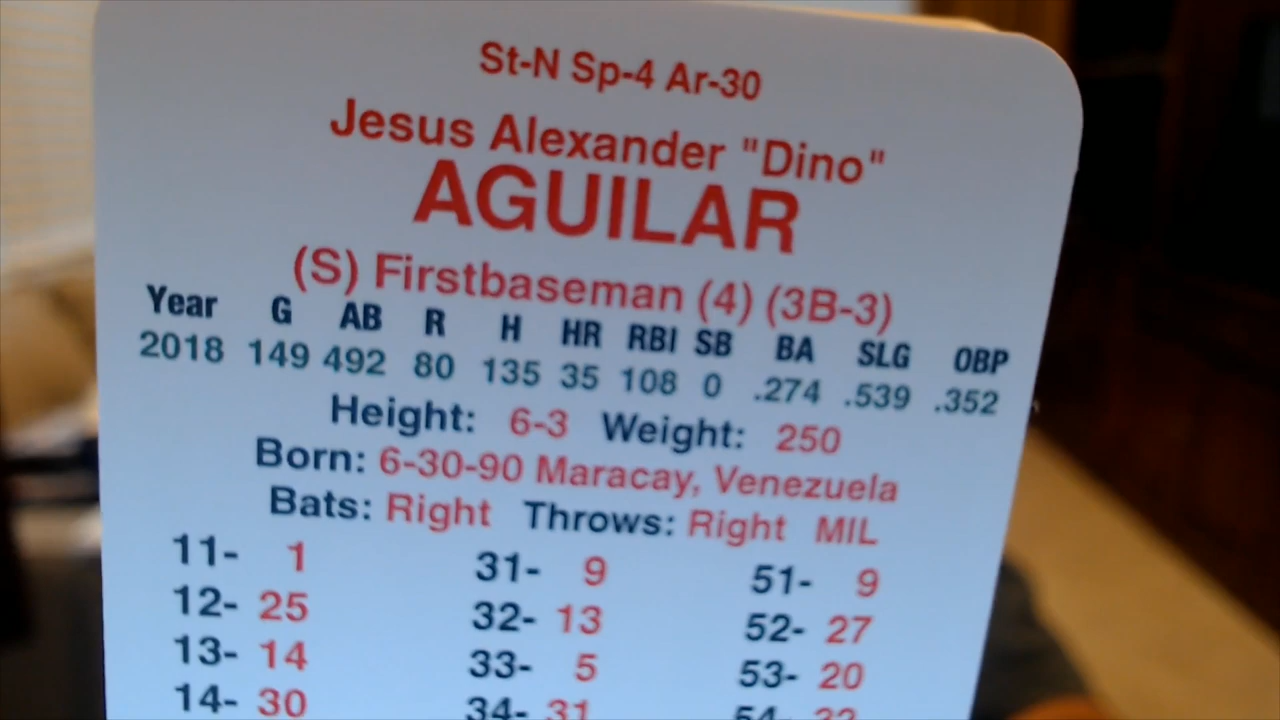 St-N Sp-4 Ar-30
Jesus Alexander "Dino"
AGUILAR
(S) Firstbaseman (4) (3B-3)
Year G AB R H HR RBI SB BA SLG OBP
2018 149 492 80 135 35 108 0 .274 .539 .352
Height: 6-3 Weight: 250
Born: 6-30-90 Maracay, Venezuela
Bats: Right Throws: Right MIL
11- 1 31- 9 51- 9
12- 25 32- 13 52- 27
13- 14 33- 5 53- 20
14- 30 34- 31 54-